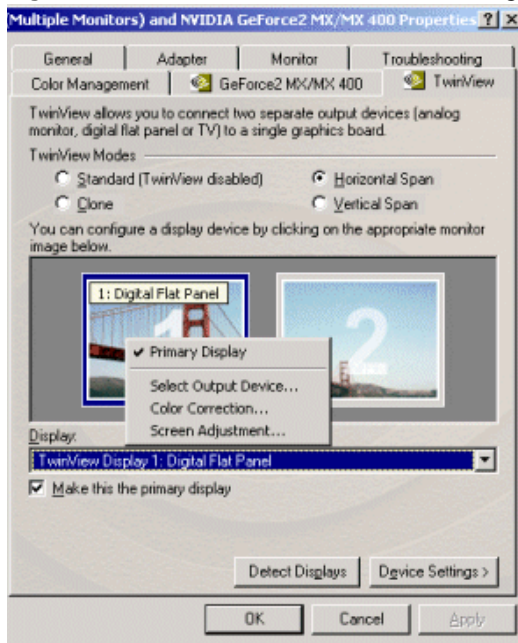 (Multiple Monitors) and NVIDIA GeForce2 MX/MX 400 Properties ? X
General Adapter Monitor Troubleshooting
Color Management GeForce2 MX/MX 400 TwinView
TwinView allows you to connect two separate output devices (analog
monitor, digital flat panel or TV) to a single graphics board.
TwinView Modes
Standard (TwinView disabled) Horizontal Span
Clone Vertical Span
You can configure a display device by clicking on the appropriate monitor
image below.
1: Digital Flat Panel
1 2
Primary Display
Select Output Device...
Color Correction...
Screen Adjustment...
Display:
TwinView Display 1: Digital Flat Panel
Make this the primary display
Detect Displays Device Settings >
OK Cancel Apply